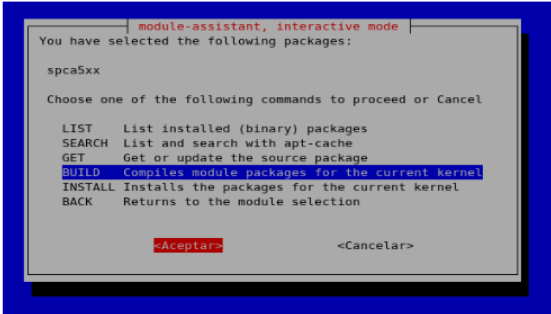 module-assistant, interactive mode
You have selected the following packages:
spca5xx
Choose one of the following commands to proceed or Cancel
LIST List installed (binary) packages
SEARCH List and search with apt-cache
GET Get or update the source package
BUILD Compiles module packages for the current kernel
INSTALL Installs the packages for the current kernel
BACK Returns to the module selection
<Aceptar> <Cancelar>